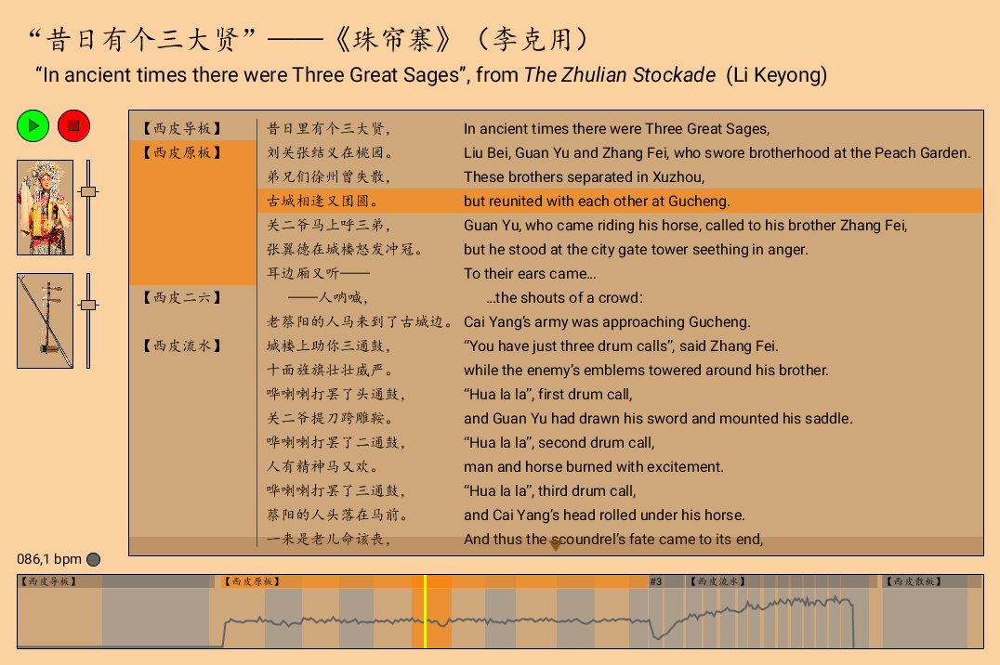 “昔日有个三大贤”——《珠帘寨》（李克用）
“In ancient times there were Three Great Sages”, from The Zhulian Stockade (Li Keyong)
【西皮导板】 昔日里有个三大贤， In ancient times there were Three Great Sages,
【西皮原板】 刘关张结义在桃园。 Liu Bei, Guan Yu and Zhang Fei, who swore brotherhood at the Peach Garden.
弟兄们徐州曾失散， These brothers separated in Xuzhou,
古城相逢又团圆。 but reunited with each other at Gucheng.
关二爷马上呼三弟， Guan Yu, who came riding his horse, called to his brother Zhang Fei,
张翼德在城楼怒发冲冠。 but he stood at the city gate tower seething in anger.
耳边厢又听—— To their ears came...
【西皮二六】 ——人呐喊， ...the shouts of a crowd:
老蔡阳的人马来到了古城边。 Cai Yang’s army was approaching Gucheng.
【西皮流水】 城楼上助你三通鼓， “You have just three drum calls”, said Zhang Fei.
十面旌旗壮壮威严。 while the enemy’s emblems towered around his brother.
哗喇喇打罢了头通鼓， “Hua la la”, first drum call,
关二爷提刀跨雕鞍。 and Guan Yu had drawn his sword and mounted his saddle.
哗喇喇打罢了二通鼓， “Hua la la”, second drum call,
人有精神马又欢。 man and horse burned with excitement.
哗喇喇打罢了三通鼓， “Hua la la”, third drum call,
蔡阳的人头落在马前。 and Cai Yang’s head rolled under his horse.
一来是老儿命该丧， And thus the scoundrel’s fate came to its end,
086,1 bpm
【西皮导板】 【西皮原板】 #3 【西皮流水】 【西皮散板】